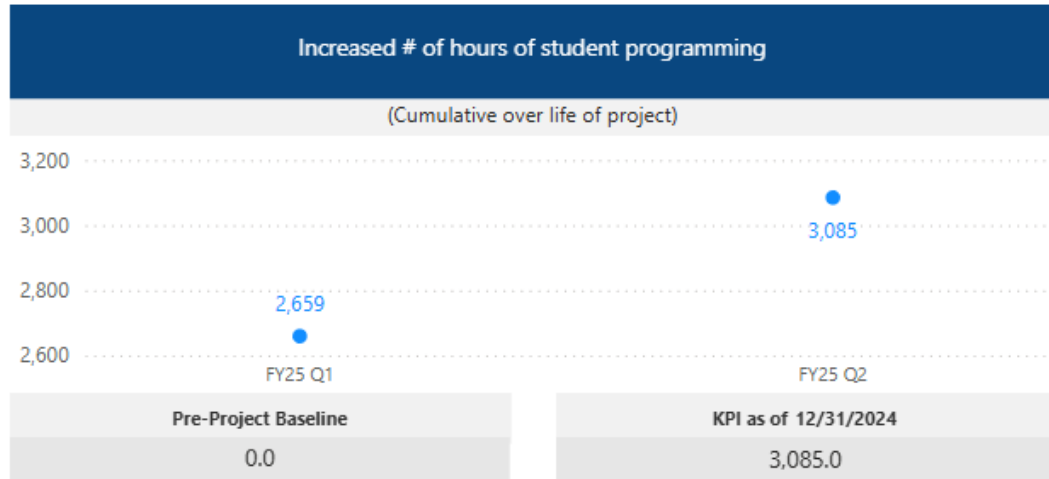 Increased # of hours of student programming
(Cumulative over life of project)
3,200
3,000
3,085
2,800
2,659
2,600
FY25 Q1 FY25 Q2
Pre-Project Baseline KPI as of 12/31/2024
0.0 3,085.0